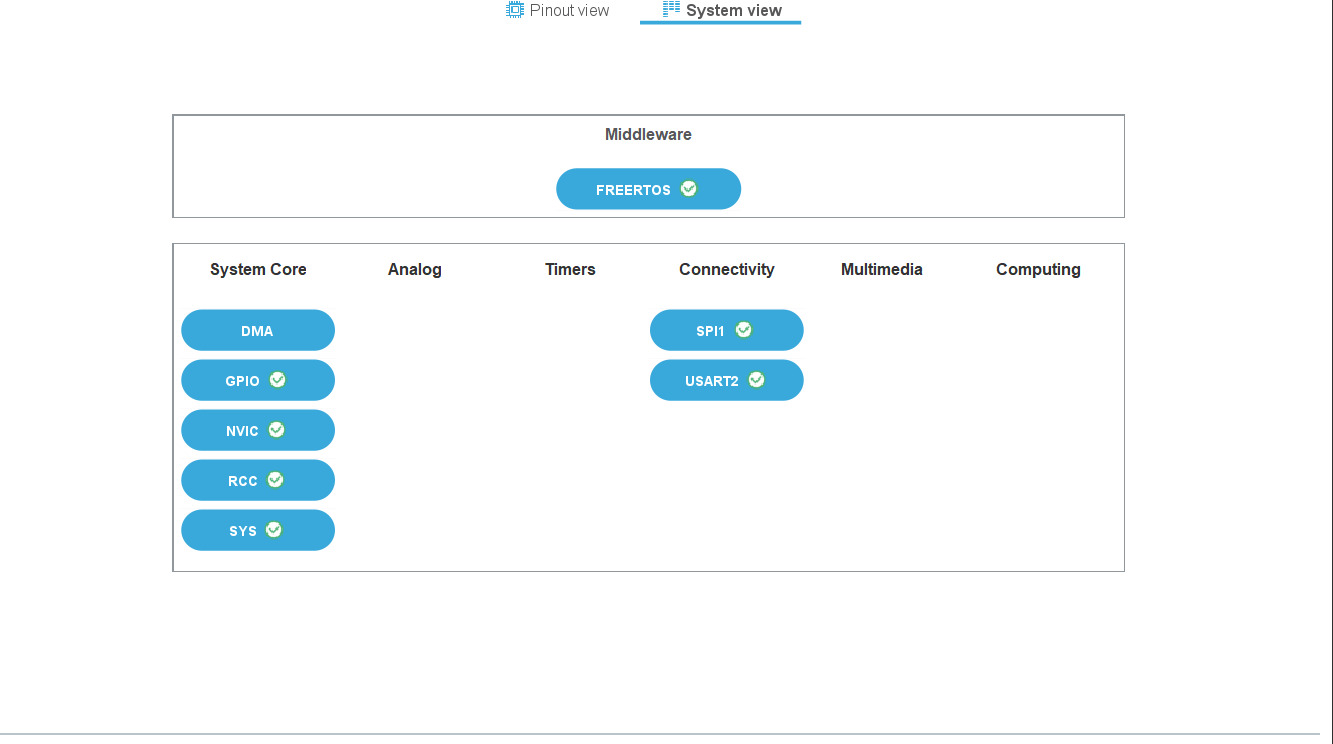 Pinout view System view
Middleware
FREERTOS
System Core Analog Timers Connectivity Multimedia Computing
DMA SPI1
GPIO USART2
NVIC
RCC
SYS